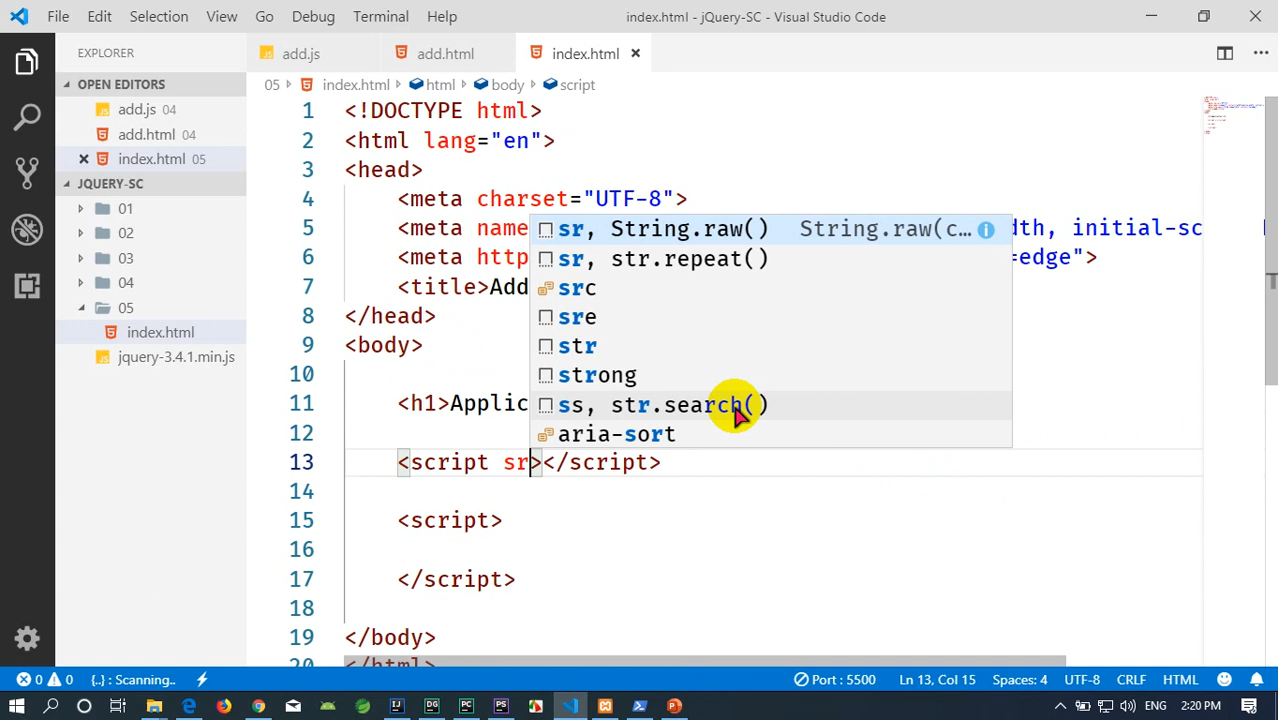 File Edit Selection View Go Debug Terminal Help index.html - jQuery-SC - Visual Studio Code
EXPLORER
OPEN EDITORS
add.js 04
add.html 04
index.html 05
JQUERY-SC
01
02
03
04
05
index.html
jquery-3.4.1.min.js
add.js add.html index.html
05 index.html html body script
1 <!DOCTYPE html>
2 <html lang="en">
3 <head>
4 <meta charset="UTF-8">
5 <meta name dth, initial-sc
6 <meta http =edge">
7 <title>Add
8 </head>
9 <body>
10
11 <h1>Applic
12
13 <script sr></script>
14
15 <script>
16
17 </script>
18
19 </body>
20 </html>
sr, String.raw() String.raw(c…
sr, str.repeat()
src
sre
str
strong
ss, str.search()
aria-sort
0 0 {..} : Scanning.. Port : 5500 Ln 13, Col 15 Spaces: 4 UTF-8 CRLF HTML
2:20 PM